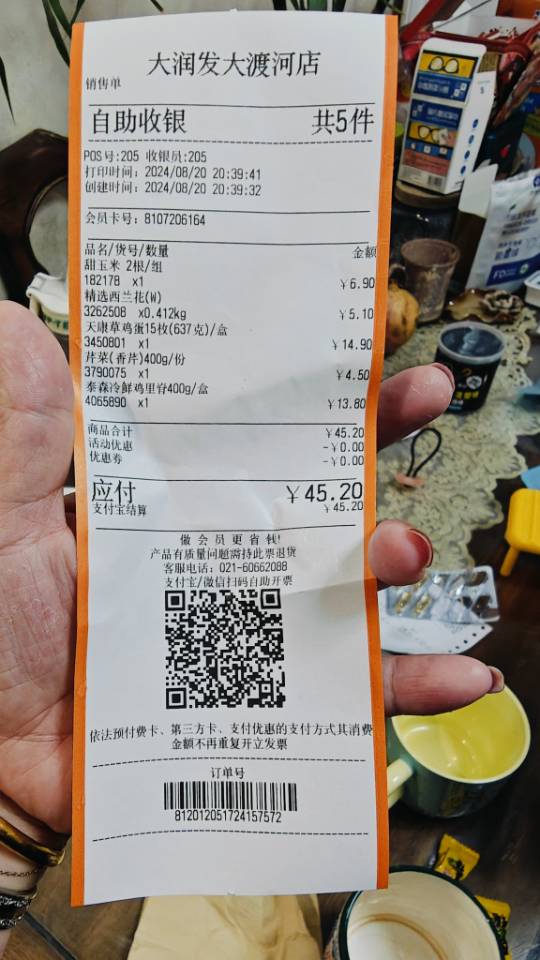 大润发大渡河店
销售单
自助收银 共5件
POS号:205 收银员:205
打印时间: 2024/08/20 20:39:41
创建时间: 2024/08/20 20:39:32
会员卡号: 8107206164
品名/货号/数量 金额
甜玉米 2根/组
182178 x1 ¥6.90
精选西兰花(W)
3262508 x0.412kg ¥5.10
天康草鸡蛋15枚(637克)/盒
3450801 x1 ¥14.90
芹菜(香芹)400g/份
3790075 x1 ¥4.50
泰森冷鲜鸡里脊400g/盒
4065890 x1 ¥13.80
商品合计 ¥45.20
活动优惠 -¥0.00
优惠券 -¥0.00
应付 ¥45.20
支付宝结算 ¥45.20
做会员更省钱!
产品有质量问题需持此票退货
客服电话: 021-60662088
支付宝/微信扫码自助开票
依法预付费卡、第三方卡、支付优惠的支付方式其消费
金额不再重复开立发票
订单号
812012051724157572